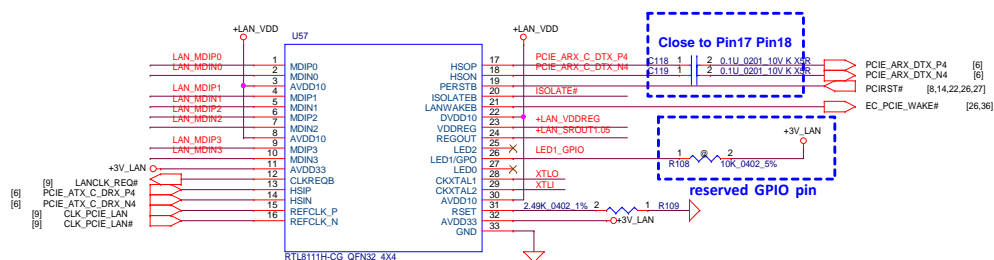 +LAN_VDD
U57
+LAN_VDD
Close to Pin17 Pin18
LAN_MDIP0 1 MDIP0 HSOP 17 PCIE_ARX_C_DTX_P4 C118 1 2 0.1U_0201_10V K X5R PCIE_ARX_DTX_P4 [6]
LAN_MDIN0 2 MDIN0 HSON 18 PCIE_ARX_C_DTX_N4 C119 1 2 0.1U_0201_10V K X5R PCIE_ARX_DTX_N4 [6]
3 AVDD10 PERSTB 19 PCIRST# [8,14,22,26,27]
LAN_MDIP1 4 MDIP1 ISOLATEB 20 ISOLATE#
LAN_MDIN1 5 MDIN1 LANWAKEB 21 EC_PCIE_WAKE# [26,36]
LAN_MDIP2 6 MDIP2 DVDD10 22
LAN_MDIN2 7 MDIN2 VDDREG 23 +LAN_VDDREG
8 AVDD10 REGOUT 24 +LAN_SROUT1.05
LAN_MDIP3 9 MDIP3 LED2 25
LAN_MDIN3 10 MDIN3 LED1/GPO 26 LED1_GPIO 1 @ 2 +3V_LAN
R108 10K_0402_5%
+3V_LAN 11 AVDD33 LED0 27
[9] LANCLK_REQ# 12 CLKREQB CKXTAL1 28 XTLO
[6] PCIE_ATX_C_DRX_P4 13 HSIP CKXTAL2 29 XTLI
[6] PCIE_ATX_C_DRX_N4 14 HSIN AVDD10 30
[9] CLK_PCIE_LAN 15 REFCLK_P RSET 31 2.49K_0402_1% 2 1 R109
[9] CLK_PCIE_LAN# 16 REFCLK_N AVDD33 32 +3V_LAN
GND 33
reserved GPIO pin
RTL8111H-CG_QFN32_4X4